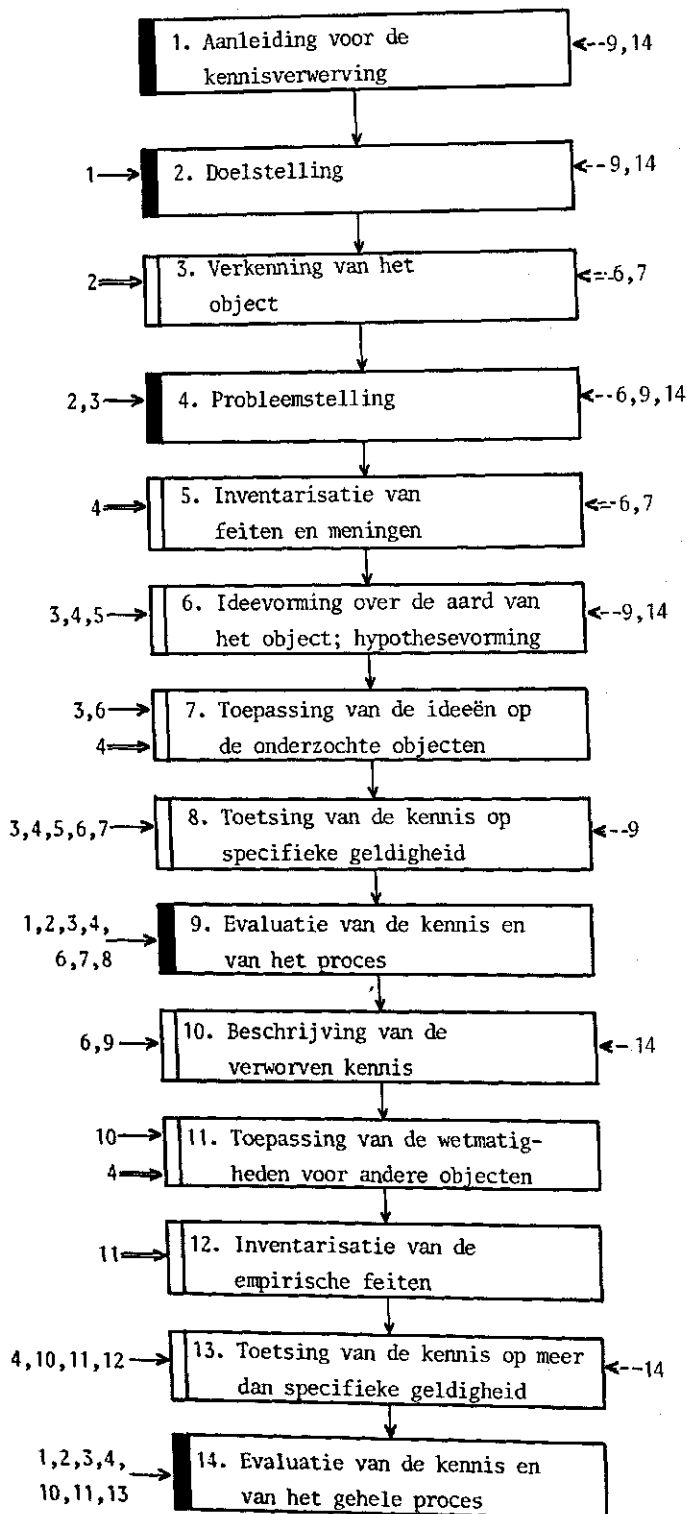 1. Aanleiding voor de
kennisverwerving
9,14
1
2. Doelstelling
9,14
2
3. Verkenning van het
object
6,7
2,3
4. Probleemstelling
6,9,14
4
5. Inventarisatie van
feiten en meningen
6,7
3,4,5
6. Ideevorming over de aard van
het object; hypothesevorming
9,14
3,6
4
7. Toepassing van de ideeën op
de onderzochte objecten
3,4,5,6,7
8. Toetsing van de kennis op
specifieke geldigheid
9
1,2,3,4,
6,7,8
9. Evaluatie van de kennis en
van het proces
6,9
10. Beschrijving van de
verworven kennis
14
10
4
11. Toepassing van de wetmatig-
heden voor andere objecten
11
12. Inventarisatie van de
empirische feiten
4,10,11,12
13. Toetsing van de kennis op meer
dan specifieke geldigheid
14
1,2,3,4,
10,11,13
14. Evaluatie van de kennis en
van het gehele proces